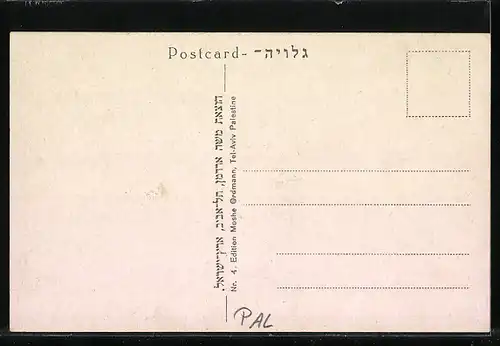 Postcard- גלויה-
הוצאת משה ארדמן, תל-אביב, ארץ-ישראל.
Nr. 4. Edition Moshe Ordmann, Tel-Aviv Palestine
PAL